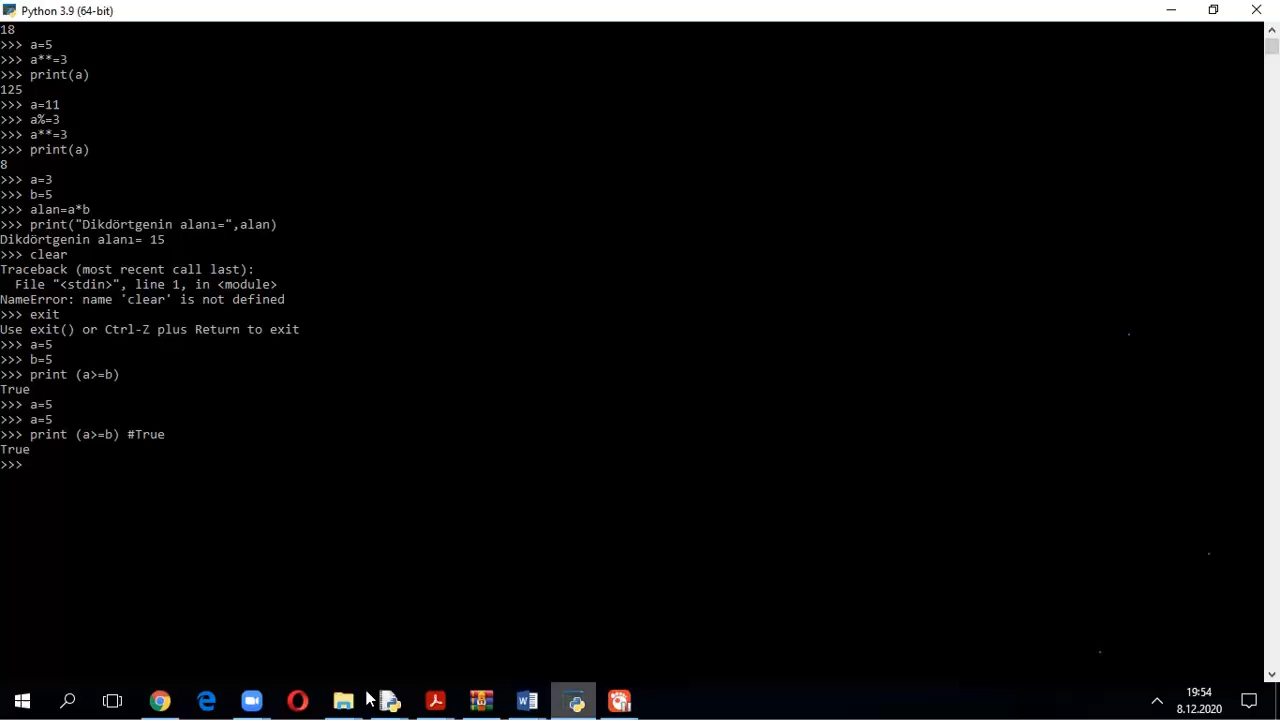 Python 3.9 (64-bit)
18
>>> a=5
>>> a**=3
>>> print(a)
125
>>> a=11
>>> a%=3
>>> a**=3
>>> print(a)
8
>>> a=3
>>> b=5
>>> alan=a*b
>>> print("Dikdörtgenin alanı=",alan)
Dikdörtgenin alanı= 15
>>> clear
Traceback (most recent call last):
  File "<stdin>", line 1, in <module>
NameError: name 'clear' is not defined
>>> exit
Use exit() or Ctrl-Z plus Return to exit
>>> a=5
>>> b=5
>>> print (a>=b)
True
>>> a=5
>>> a=5
>>> print (a>=b) #True
True
>>>
19:54
8.12.2020